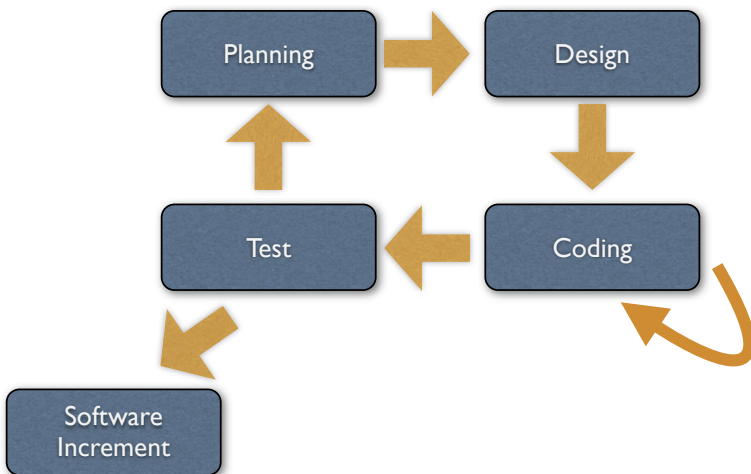 Planning
Design
Test
Coding
Software
Increment